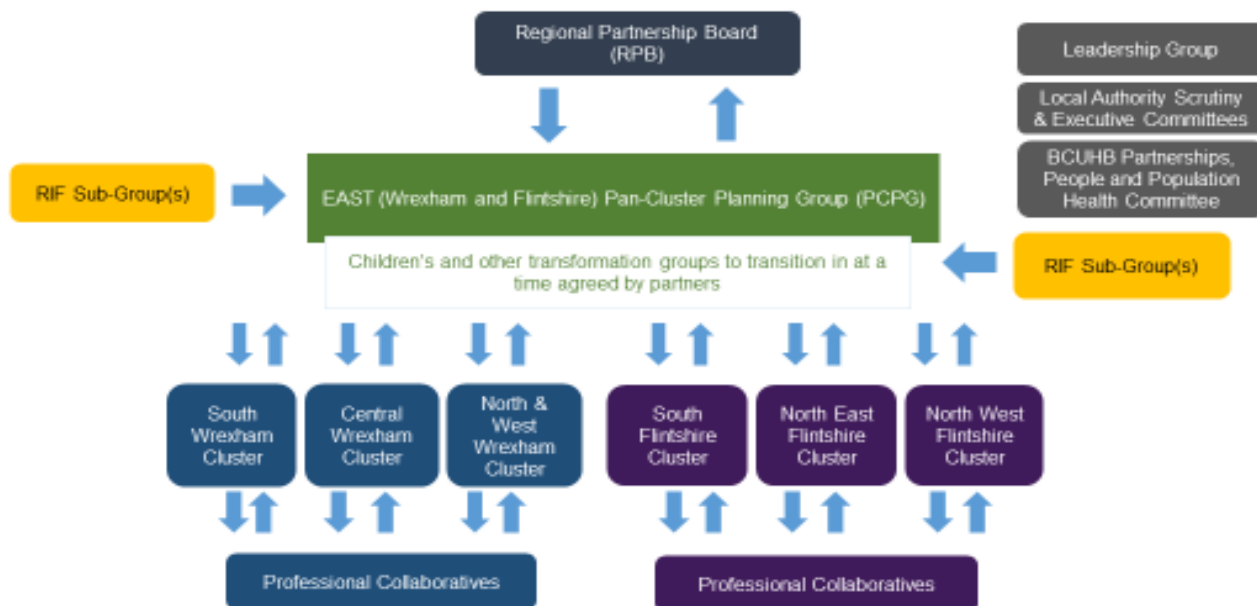 Regional Partnership Board
(RPB)
Leadership Group
Local Authority Scrutiny
& Executive Committees
BCUHB Partnerships,
People and Population
Health Committee
RIF Sub-Group(s)
EAST (Wrexham and Flintshire) Pan-Cluster Planning Group (PCPG)
Children's and other transformation groups to transition in at a
time agreed by partners
RIF Sub-Group(s)
South
Wrexham
Cluster
Central
Wrexham
Cluster
North &
West
Wrexham
Cluster
South
Flintshire
Cluster
North East
Flintshire
Cluster
North West
Flintshire
Cluster
Professional Collaboratives
Professional Collaboratives